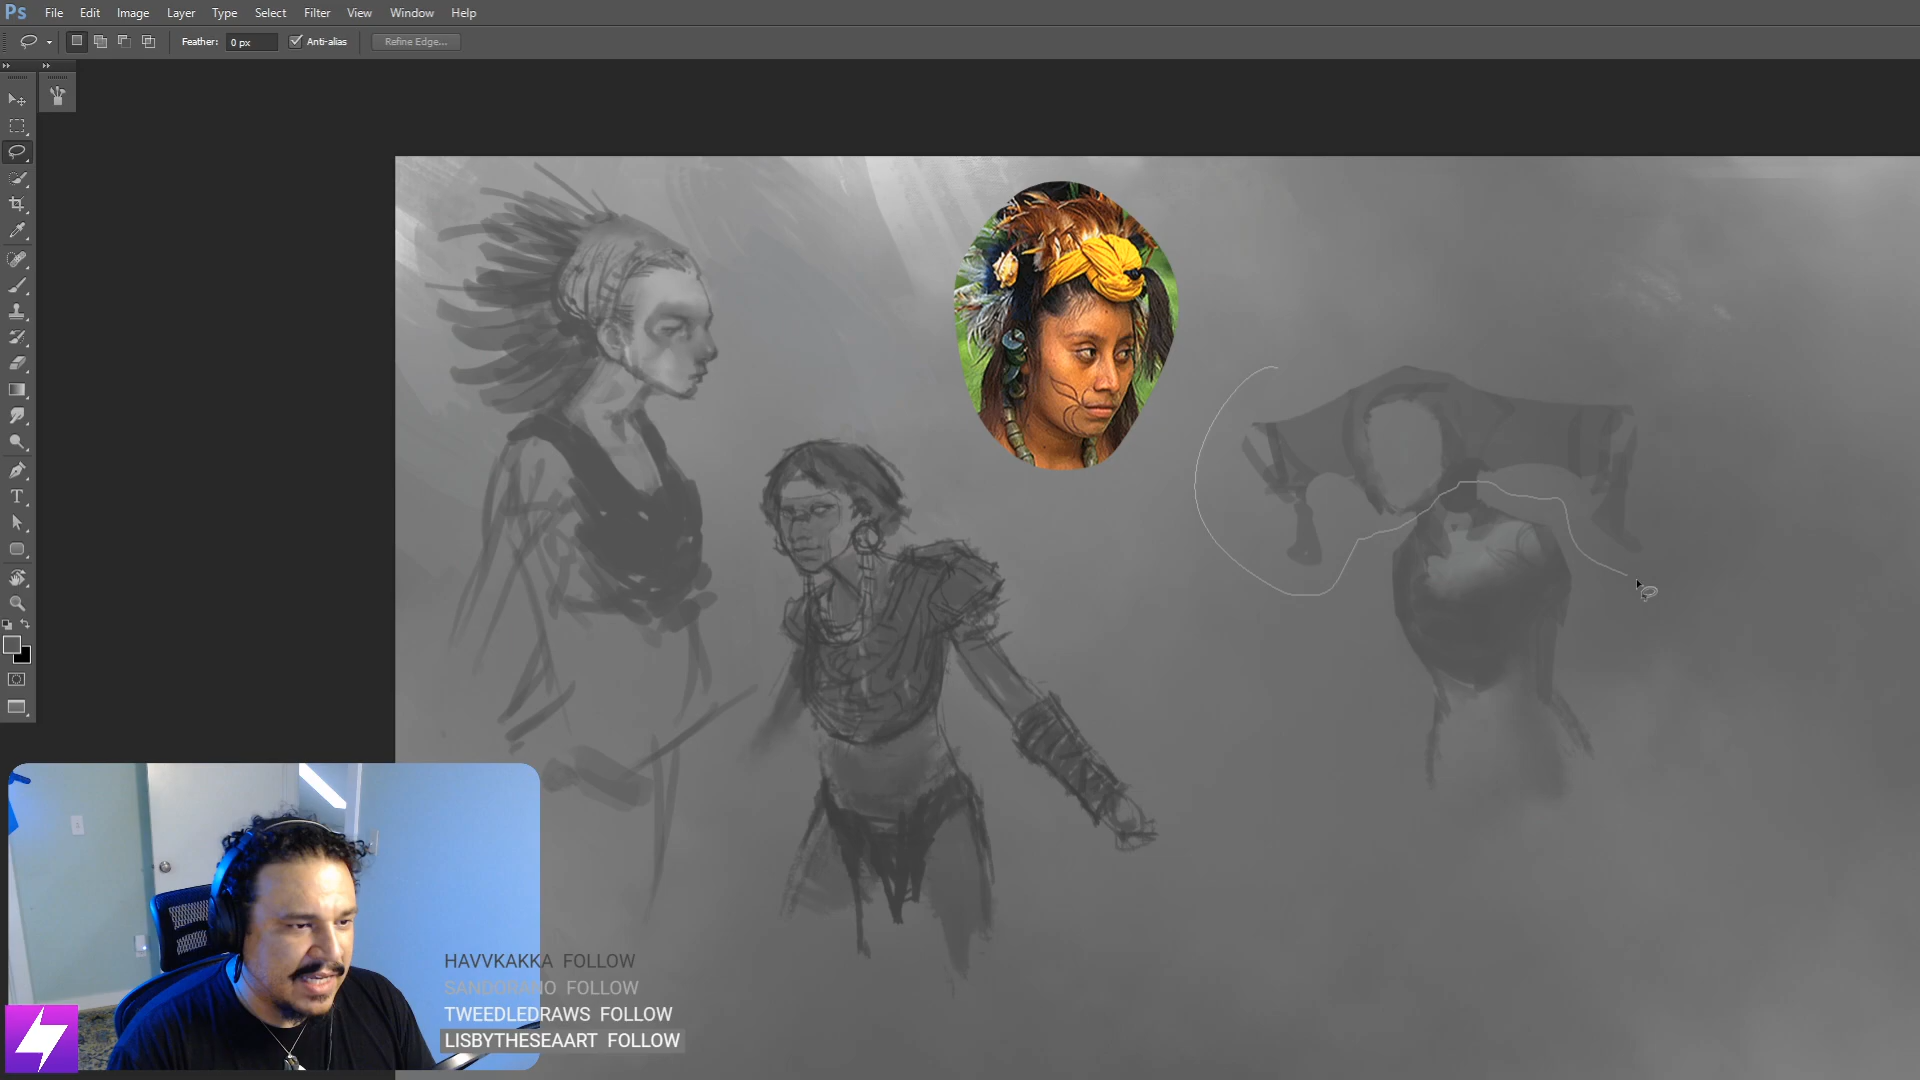 Ps File Edit Image Layer Type Select Filter View Window Help
Feather: 0 px Anti-alias Refine Edge...
T
HAVVKAKKA FOLLOW
SANDORANO FOLLOW
TWEEDLEDRAWS FOLLOW
LISBYTHESEAART FOLLOW